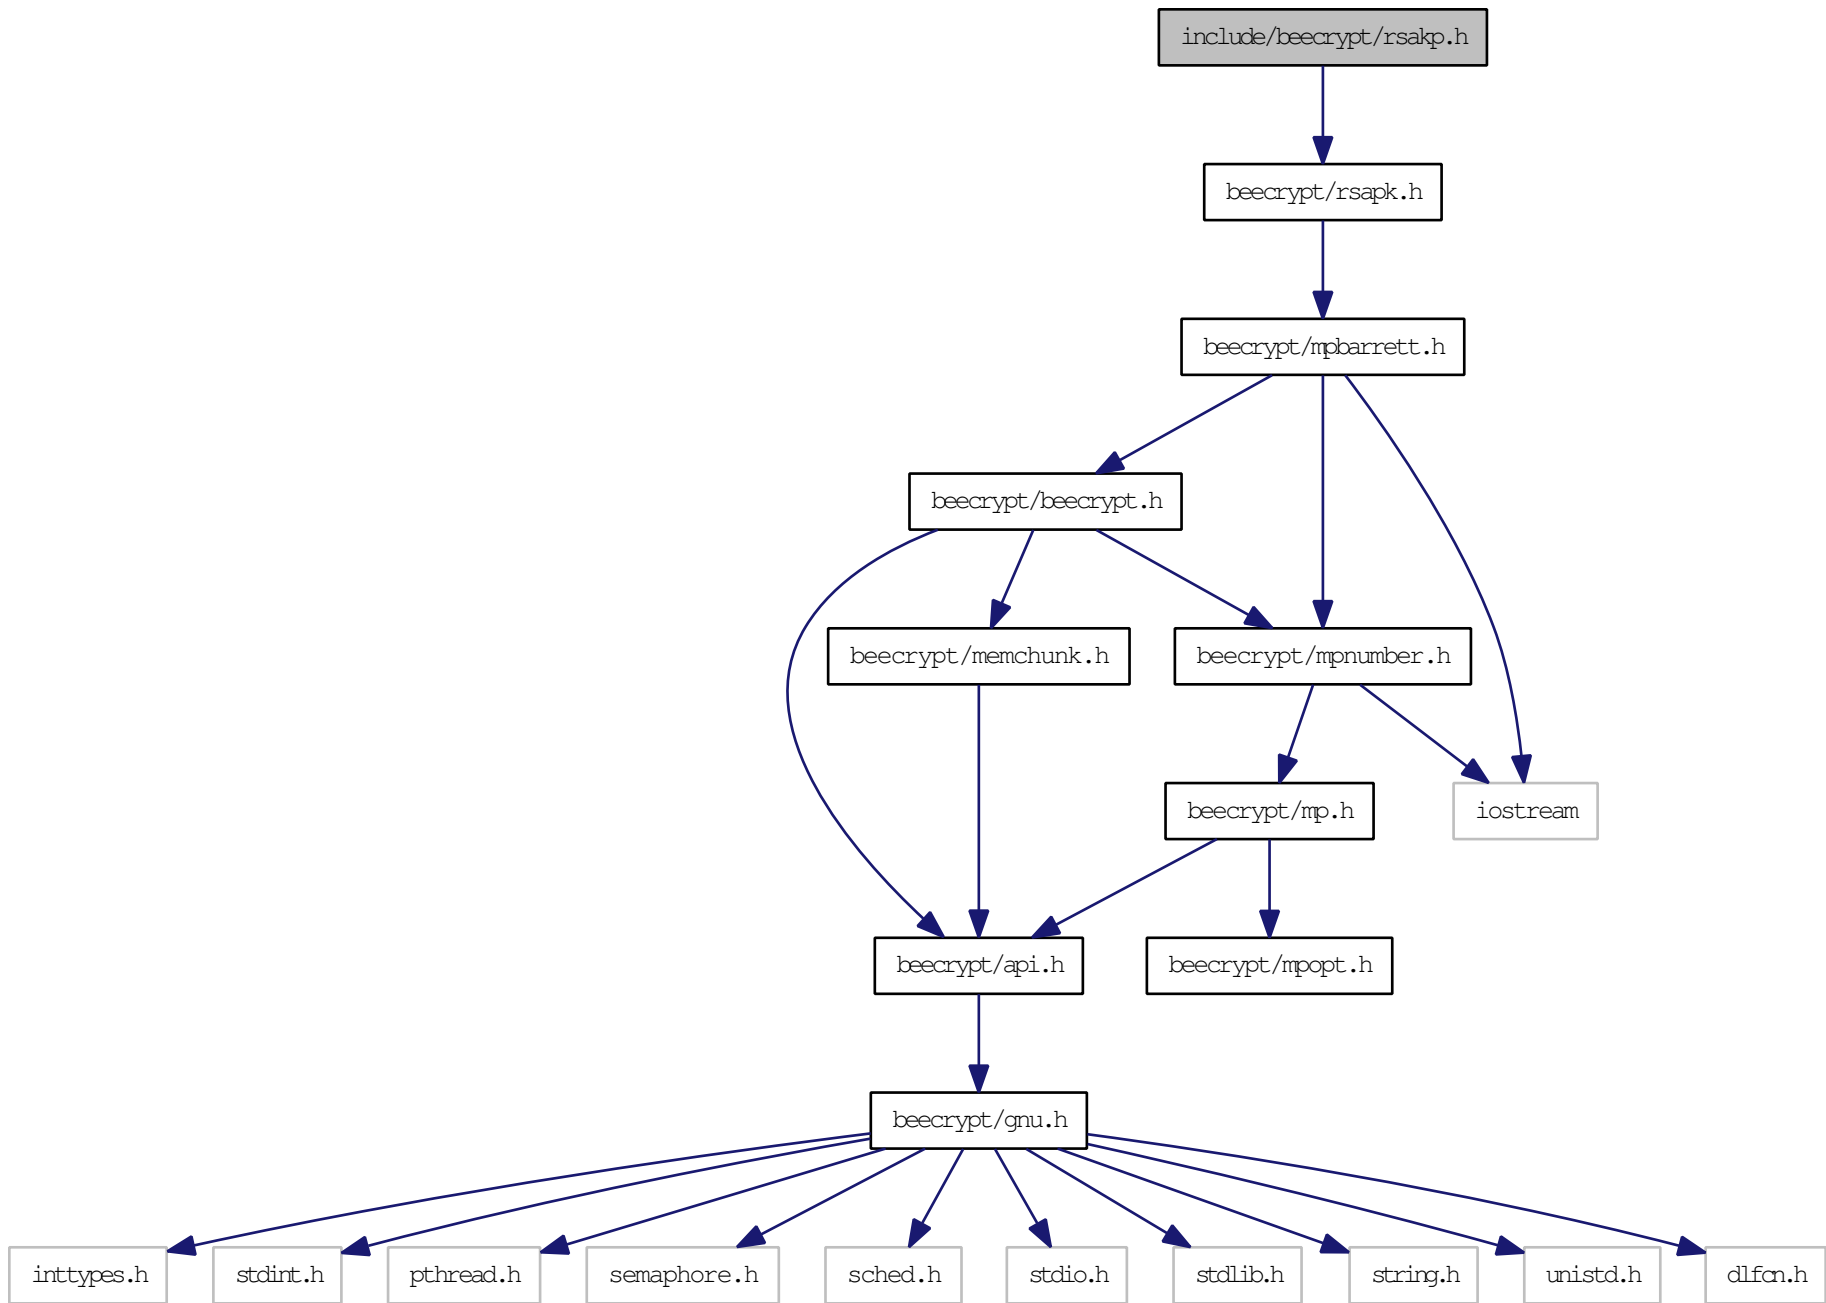 include/beecrypt/rsakp.h
beecrypt/rsapk.h
beecrypt/mpbarrett.h
beecrypt/beecrypt.h
beecrypt/memchunk.h
beecrypt/mpnumber.h
beecrypt/mp.h
iostream
beecrypt/api.h
beecrypt/mpopt.h
beecrypt/gnu.h
inttypes.h
stdint.h
pthread.h
semaphore.h
sched.h
stdio.h
stdlib.h
string.h
unistd.h
dlfcn.h